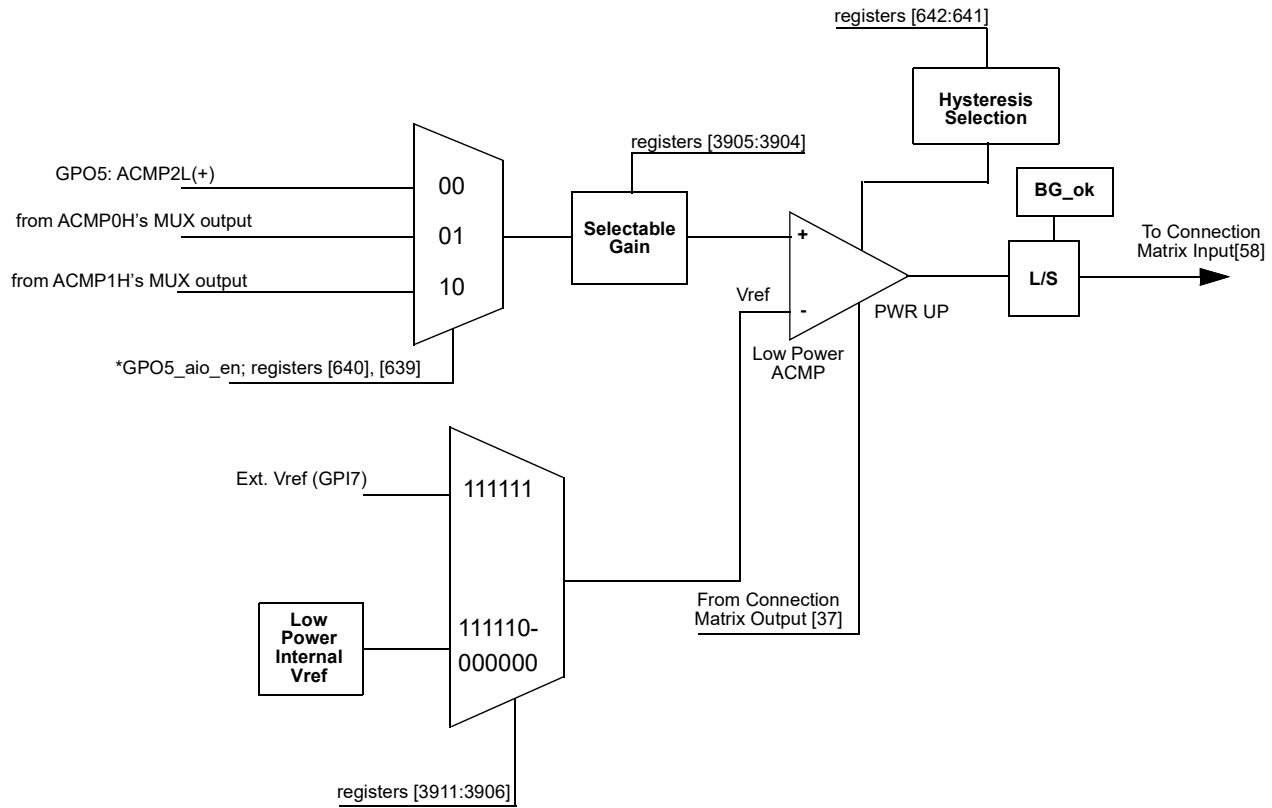 registers [642:641]
Hysteresis
Selection
registers [3905:3904]
GPO5: ACMP2L(+)
00
from ACMP0H’s MUX output
01
from ACMP1H’s MUX output
10
Selectable
Gain
BG_ok
To Connection
Matrix Input[58]
L/S
+
Vref
-
PWR UP
Low Power
ACMP
*GPO5_aio_en; registers [640], [639]
Ext. Vref (GPI7)
111111
From Connection
Matrix Output [37]
Low
Power
Internal
Vref
111110-
000000
registers [3911:3906]